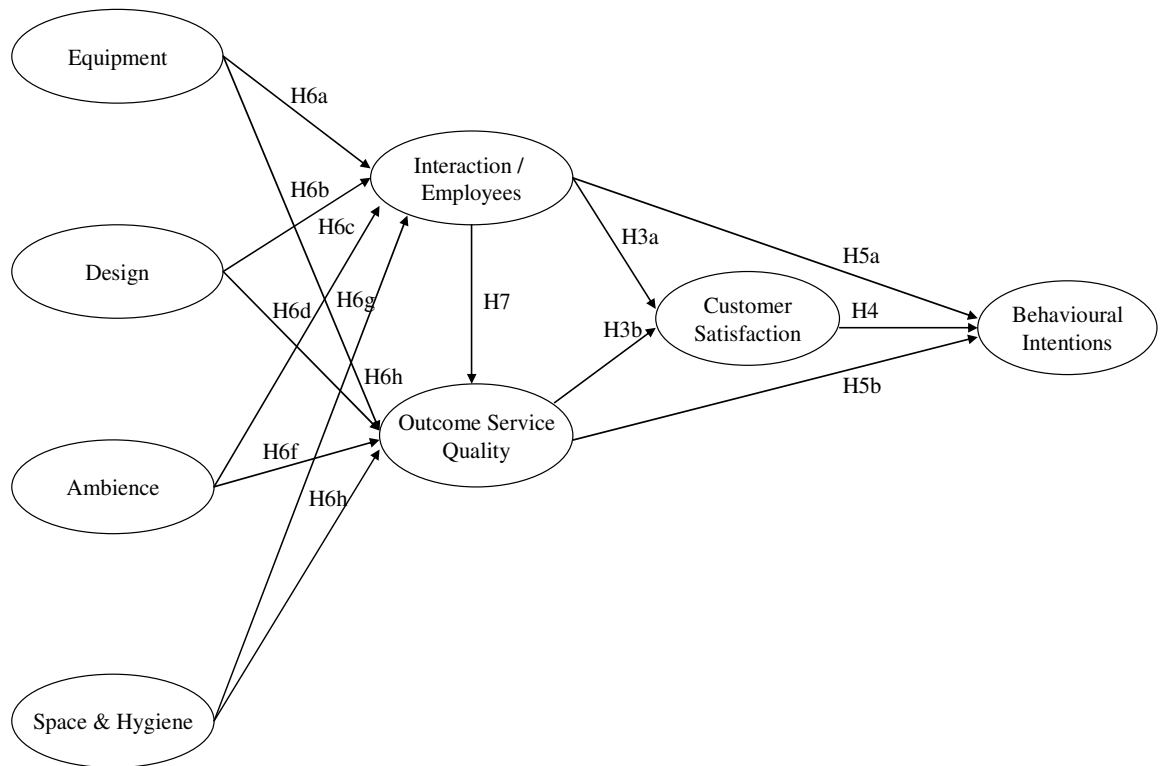 Equipment
H6a
Interaction /
Employees
H6b
H6c
H3a
H5a
Design
H6g
H6d
H7
Customer
Satisfaction
H4
Behavioural
Intentions
H3b
H6h
H5b
Outcome Service
Quality
H6f
Ambience
H6h
Space & Hygiene